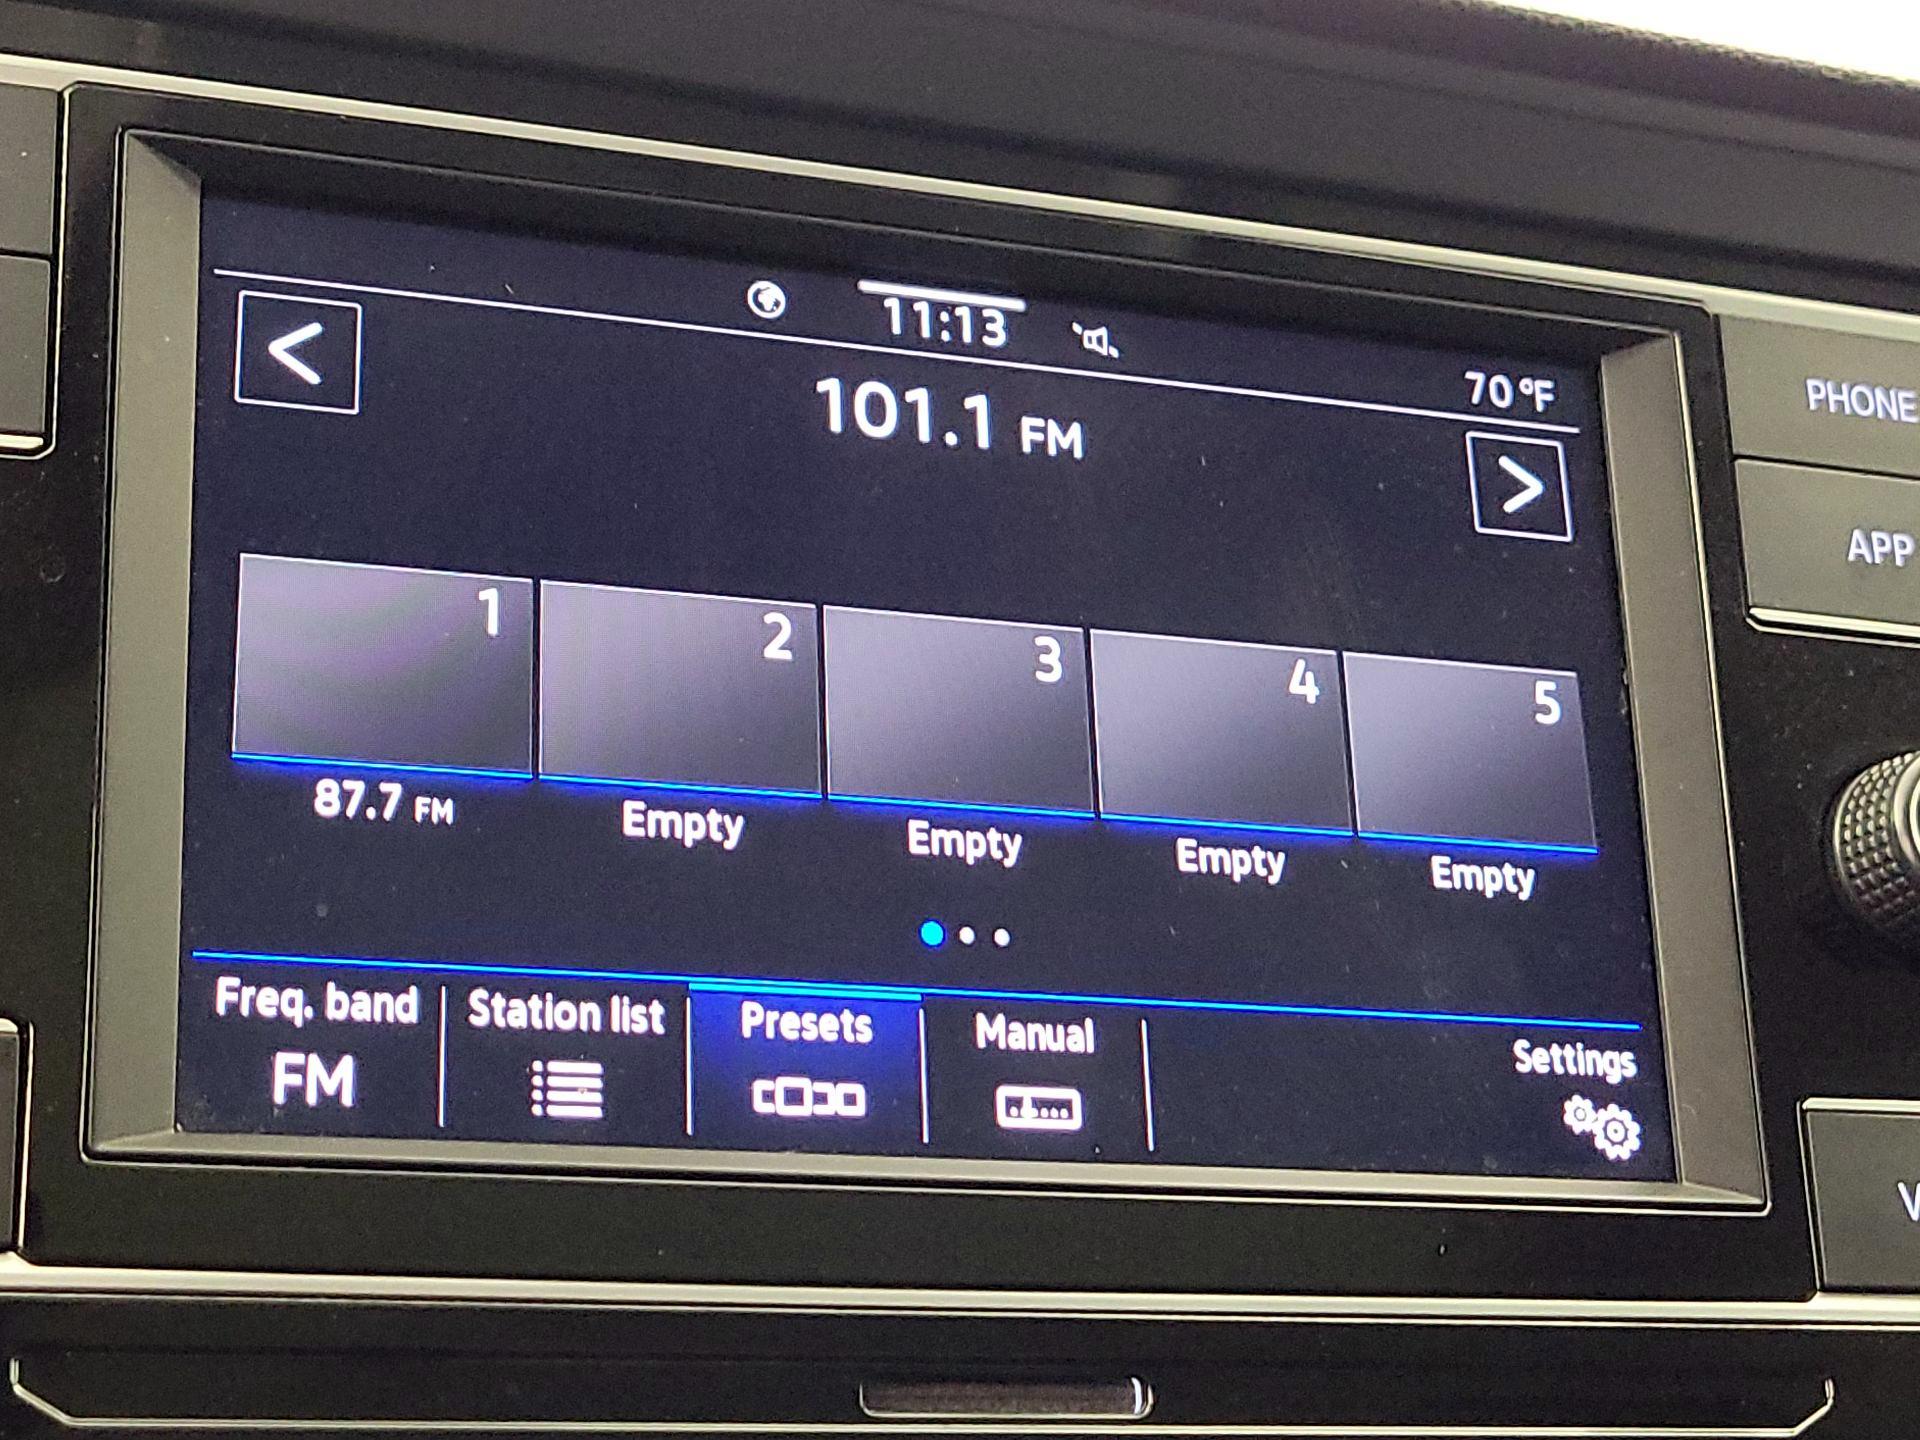 11:13
70 °F
<
101.1 FM
>
1
2
3
4
5
87.7 FM
Empty
Empty
Empty
Empty
Freq. band
FM
Station list
Presets
Manual
Settings
PHONE
APP